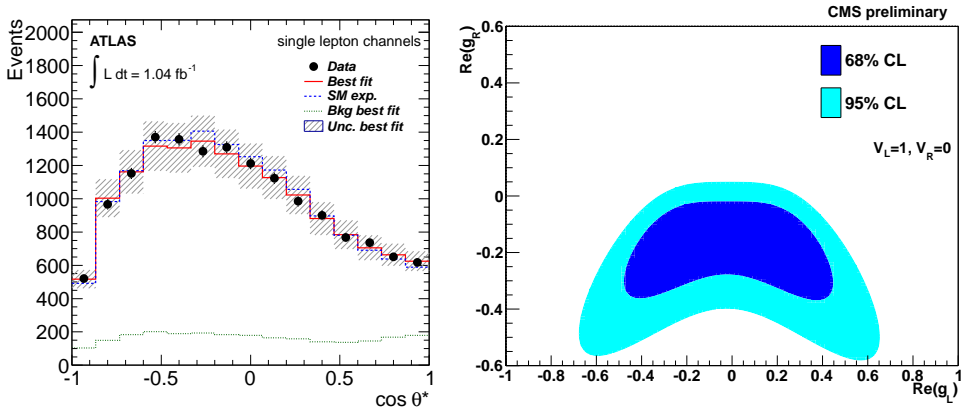 Events
2000
1800
1600
1400
1200
1000
800
600
400
200
0
ATLAS
∫ L dt = 1.04 fb⁻¹
single lepton channels
Data
Best fit
SM exp.
Bkg best fit
Unc. best fit
-1 -0.5 0 0.5 1
cos θ*
CMS preliminary
Re(g_R)
0.6
0.4
0.2
0
-0.2
-0.4
-0.6
68% CL
95% CL
V_L=1, V_R=0
-1 -0.8 -0.6 -0.4 -0.2 0 0.2 0.4 0.6 0.8 1
Re(g_L)